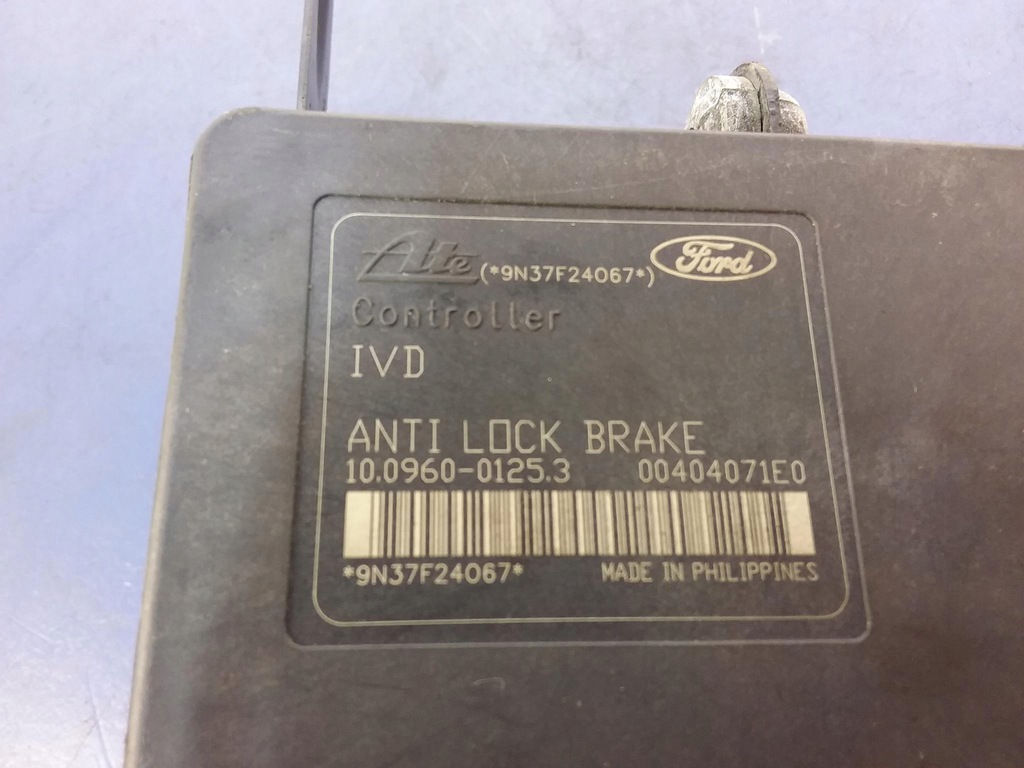 Ate (*9N37F24067*) Ford
Controller
IVD
ANTI LOCK BRAKE
10.0960-0125.3 00404071E0
*9N37F24067* MADE IN PHILIPPINES